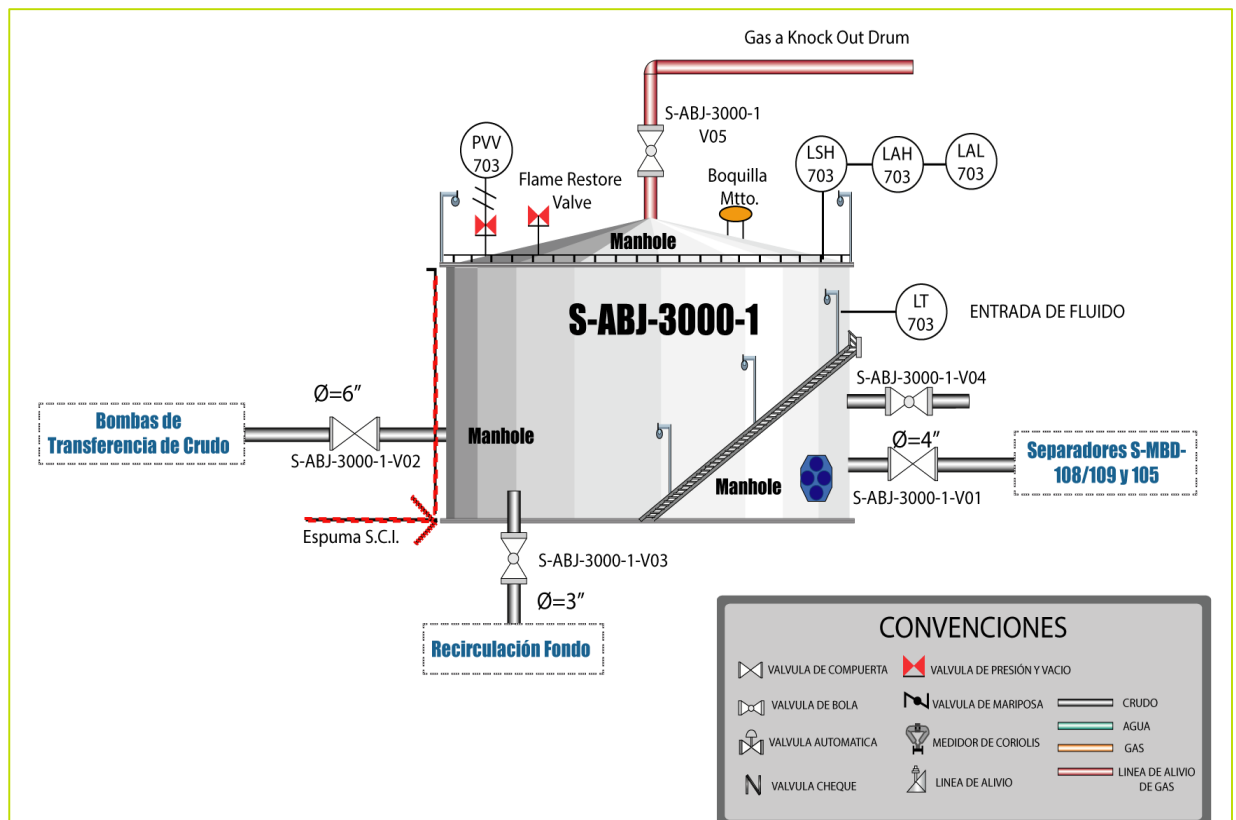 Gas a Knock Out Drum
S-ABJ-3000-1
V05
PVV
703
Flame Restore
Valve
Boquilla
Mtto.
LSH
703
LAH
703
LAL
703
Manhole
S-ABJ-3000-1
LT
703
ENTRADA DE FLUIDO
S-ABJ-3000-1-V04
Ø=6”
Bombas de
Transferencia de Crudo
S-ABJ-3000-1-V02
Manhole
Ø=4”
Separadores S-MBD-
108/109 y 105
Manhole
S-ABJ-3000-1-V01
Espuma S.C.I.
S-ABJ-3000-1-V03
Ø=3”
Recirculación Fondo
CONVENCIONES
VALVULA DE COMPUERTA
VALVULA DE PRESIÓN Y VACIO
VALVULA DE BOLA
VALVULA DE MARIPOSA
CRUDO
AGUA
VALVULA AUTOMATICA
MEDIDOR DE CORIOLIS
GAS
VALVULA CHEQUE
LINEA DE ALIVIO
LINEA DE ALIVIO
DE GAS